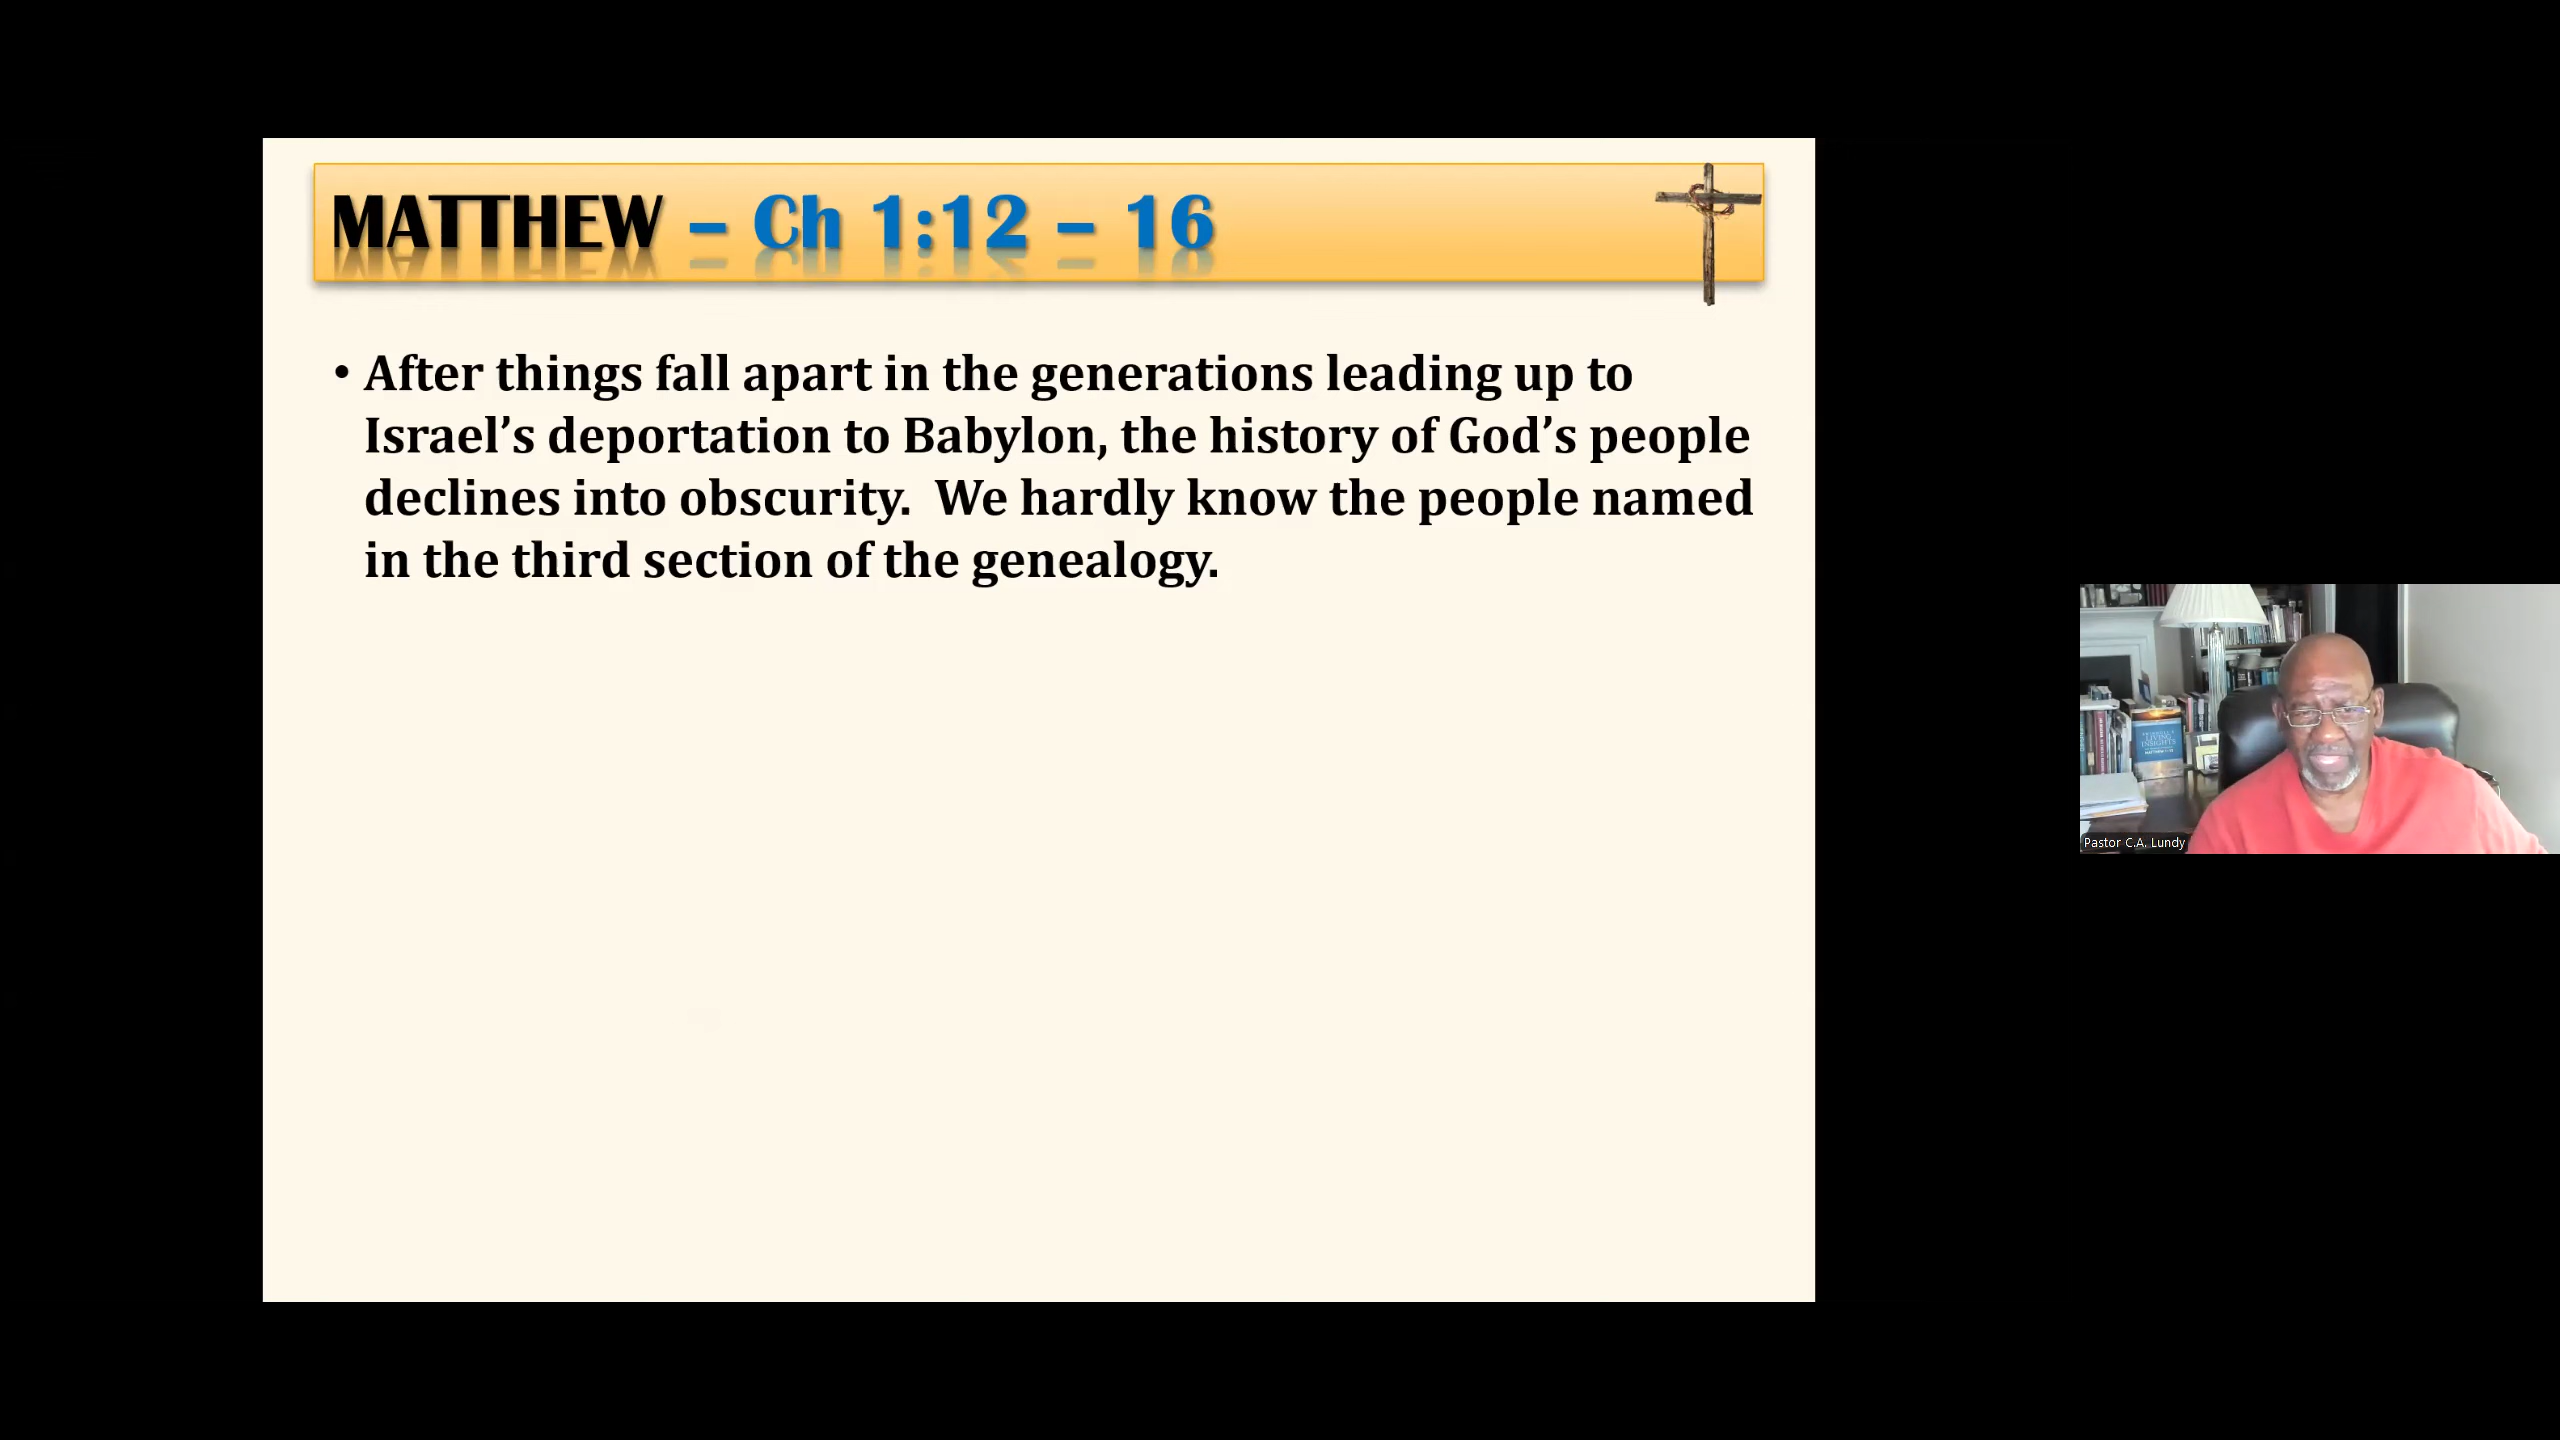 MATTHEW – Ch 1:12 – 16
• After things fall apart in the generations leading up to
Israel’s deportation to Babylon, the history of God’s people
declines into obscurity.  We hardly know the people named
in the third section of the genealogy.
LIVING
INSIGHTS
Pastor C.A. Lundy